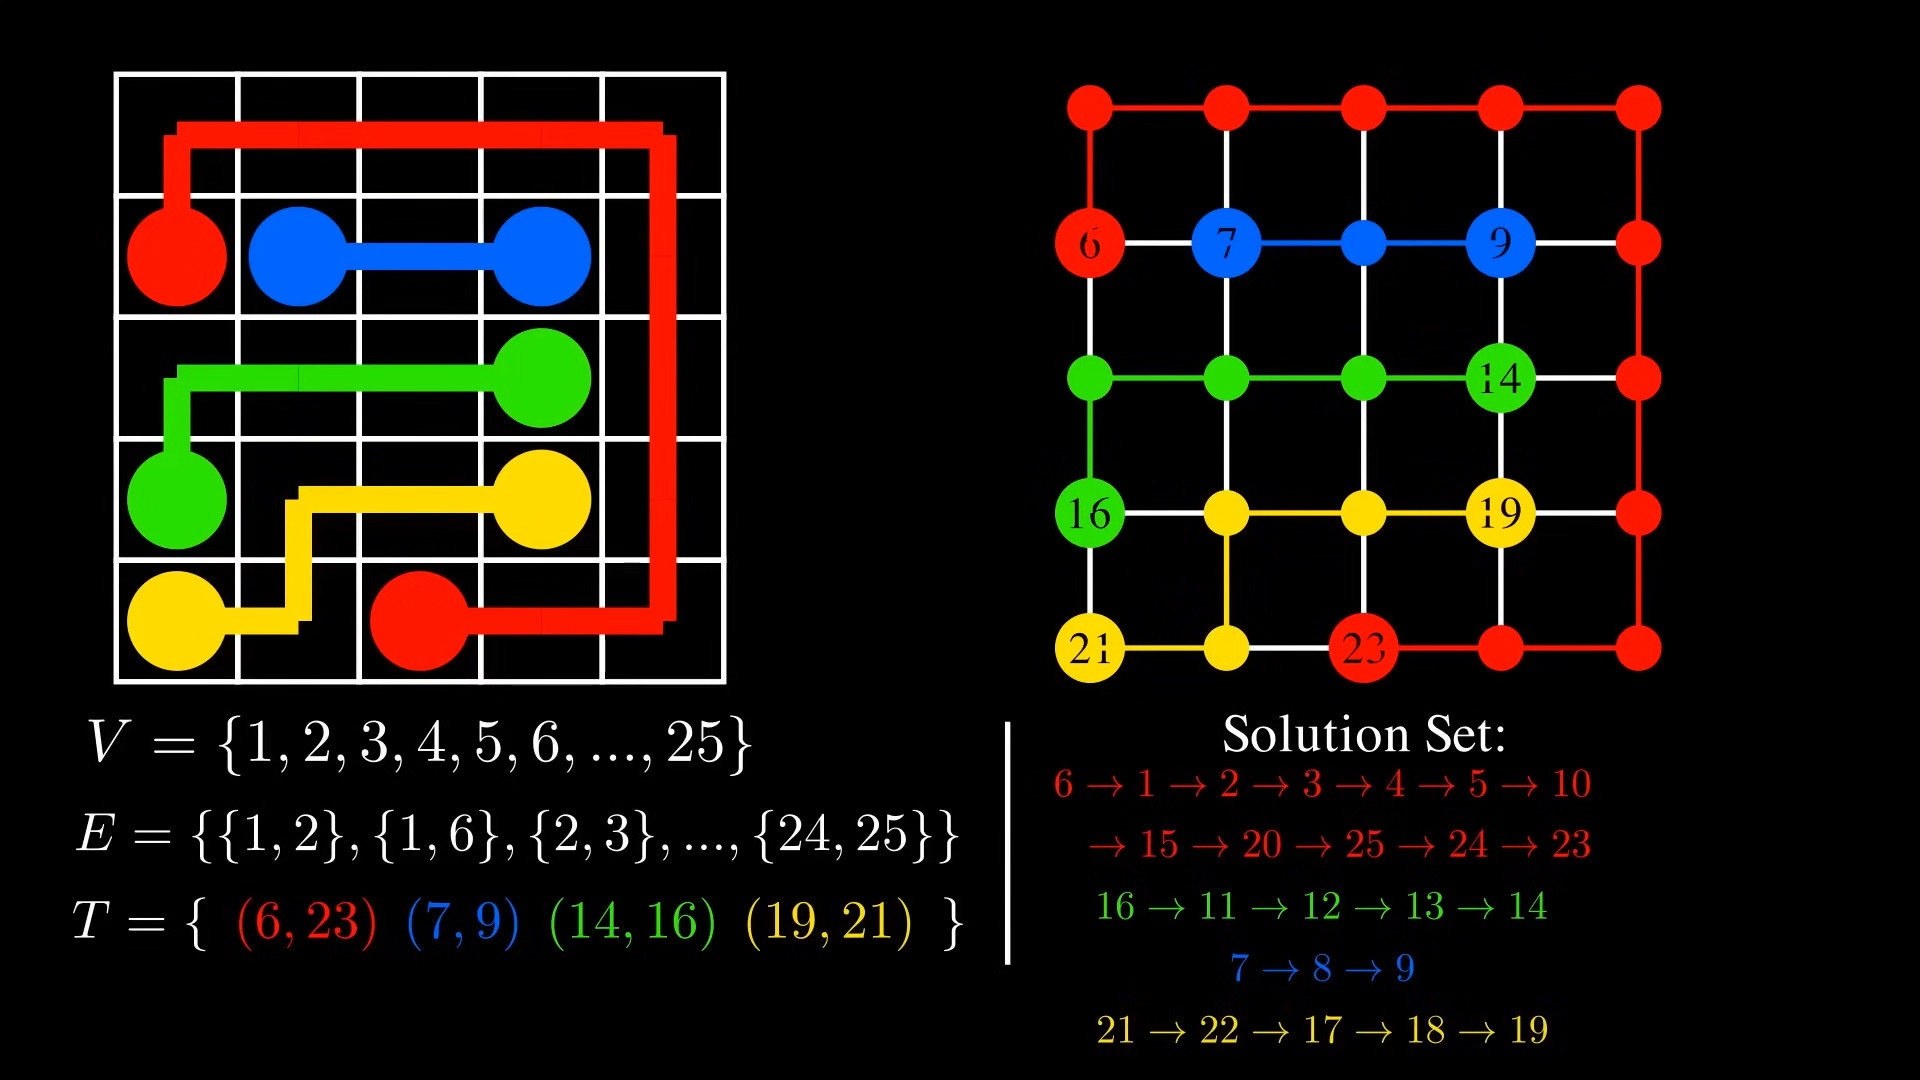 6 7 9
14
16 19
21 23
V = {1, 2, 3, 4, 5, 6, ..., 25}
E = {{1, 2}, {1, 6}, {2, 3}, ..., {24, 25}}
T = { (6, 23) (7, 9) (14, 16) (19, 21) }
Solution Set:
6 → 1 → 2 → 3 → 4 → 5 → 10
→ 15 → 20 → 25 → 24 → 23
16 → 11 → 12 → 13 → 14
7 → 8 → 9
21 → 22 → 17 → 18 → 19